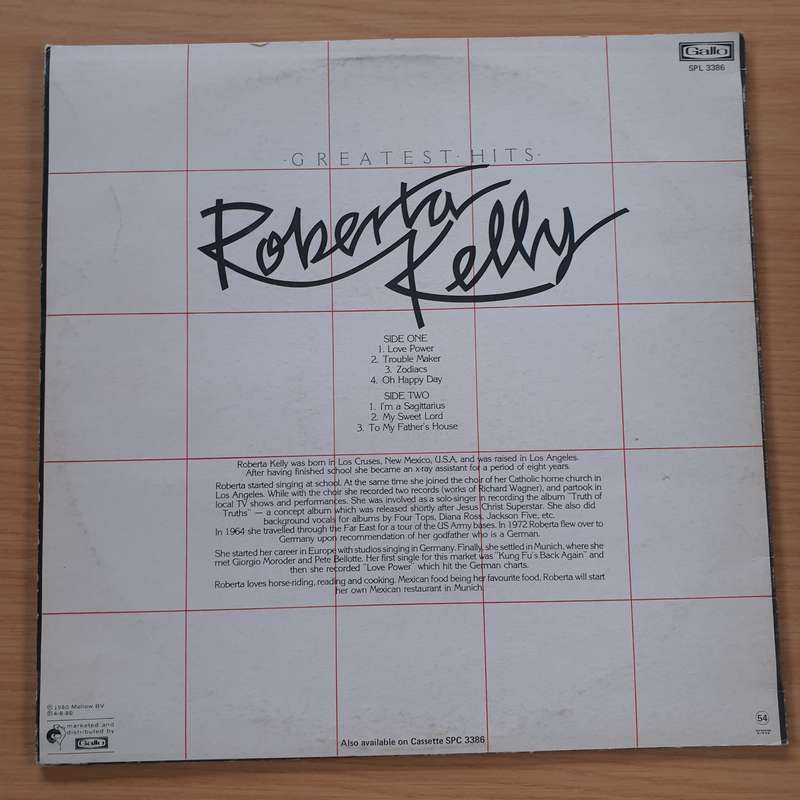 Gallo
SPL 3386
·GREATEST·HITS·
Roberta
Kelly
SIDE ONE
1. Love Power
2. Trouble Maker
3. Zodiacs
4. Oh Happy Day
SIDE TWO
1. I'm a Sagittarius
2. My Sweet Lord
3. To My Father's House
Roberta Kelly was born in Los Cruses, New Mexico, U.S.A. and was raised in Los Angeles.
After having finished school she became an x-ray assistant for a period of eight years.
Roberta started singing at school. At the same time she joined the choir of her Catholic home church in
Los Angeles. While with the choir she recorded two records (works of Richard Wagner), and partook in
local TV shows and performances. She was involved as a solo-singer in recording the album "Truth of
Truths" — a concept album which was released shortly after Jesus Christ Superstar. She also did
background vocals for albums by Four Tops, Diana Ross, Jackson Five, etc.
In 1964 she travelled through the Far East for a tour of the US Army bases. In 1972 Roberta flew over to
Germany upon recommendation of her godfather who is a German.
She started her career in Europe with studios singing in Germany. Finally, she settled in Munich, where she
met Giorgio Moroder and Pete Bellotte. Her first single for this market was "Kung Fu's Back Again" and
then she recorded "Love Power" which hit the German charts.
Roberta loves horse-riding, reading and cooking. Mexican food being her favourite food, Roberta will start
her own Mexican restaurant in Munich.
℗ 1980 Mellow BV
marketed and
distributed by
Gallo
Also available on Cassette SPC 3386
54